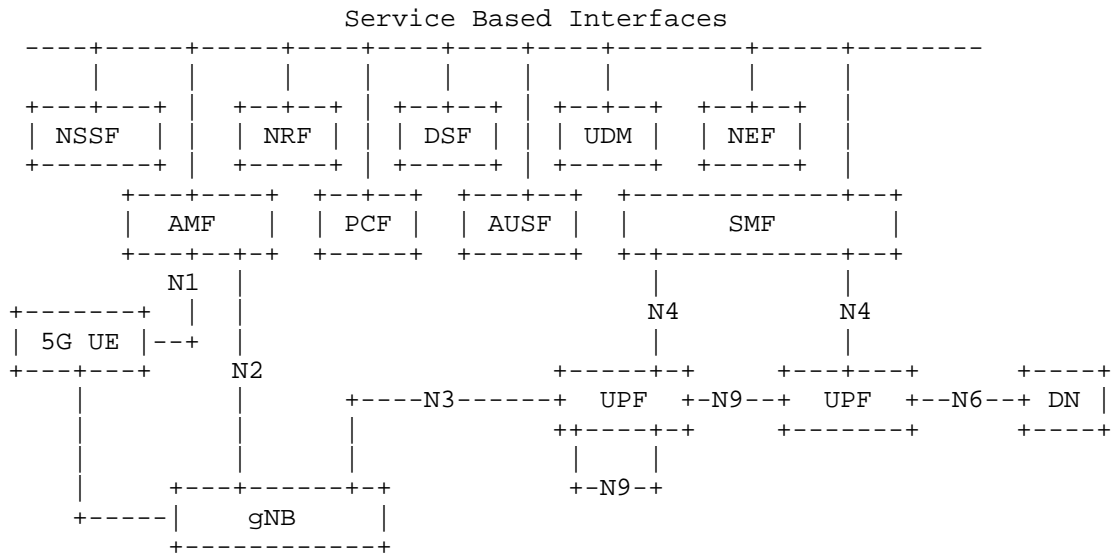 Service Based Interfaces
NSSF NRF DSF UDM NEF
AMF PCF AUSF SMF
N1
N4 N4
5G UE
N2
N3 UPF N9 UPF N6 DN
N9
gNB